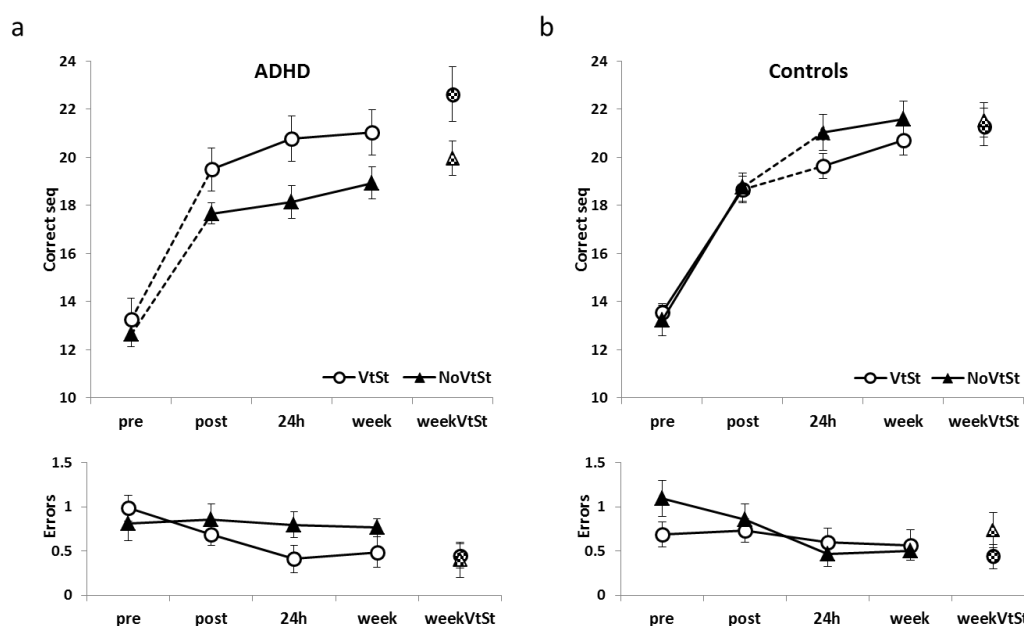 a
ADHD
Correct seq
24
22
20
18
16
14
12
10
VtSt NoVtSt
pre post 24h week weekVtSt
Errors
1.5
1
0.5
0
pre post 24h week weekVtSt
b
Controls
Correct seq
24
22
20
18
16
14
12
10
VtSt NoVtSt
pre post 24h week weekVtSt
Errors
1.5
1
0.5
0
pre post 24h week weekVtSt